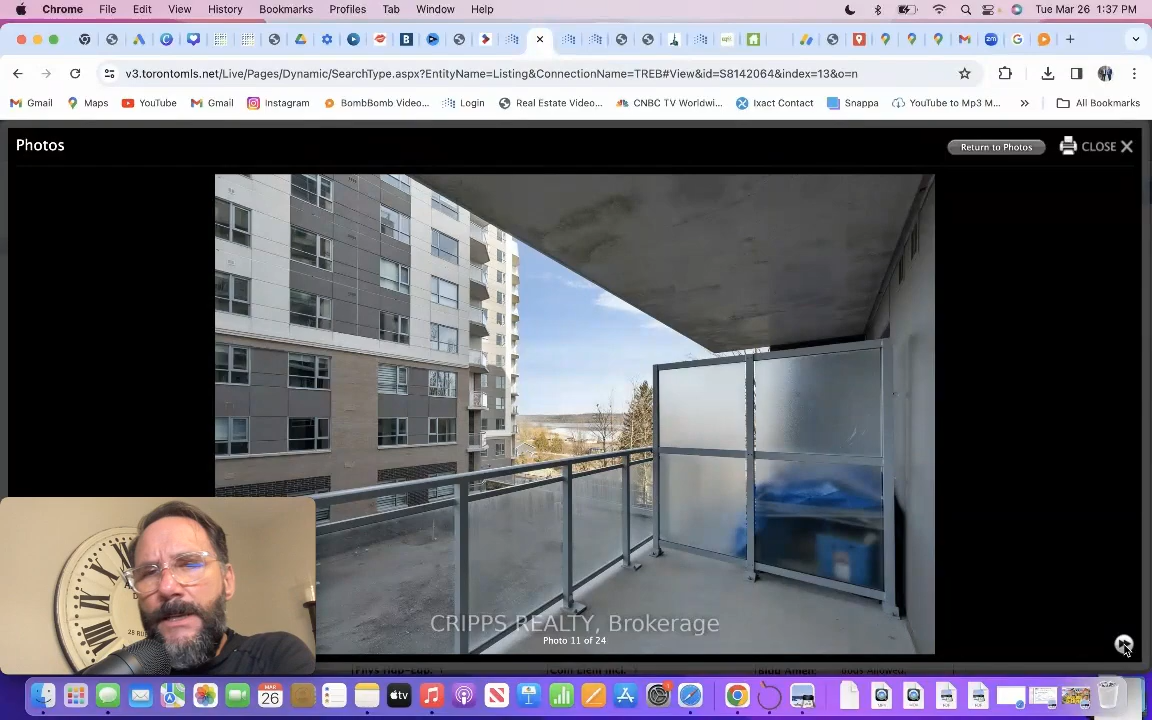 Chrome File Edit View History Bookmarks Profiles Tab Window Help Tue Mar 26 1:37 PM
v3.torontomls.net/Live/Pages/Dynamic/SearchType.aspx?EntityName=Listing&ConnectionName=TREB#View&id=S8142064&index=13&o=n
Gmail Maps YouTube Gmail Instagram BombBomb Video... Login Real Estate Video... CNBC TV Worldwi... Ixact Contact Snappa YouTube to Mp3 M... » All Bookmarks
Photos Return to Photos CLOSE
CRIPPS REALTY, Brokerage
Photo 11 of 24
MAR
26
tv